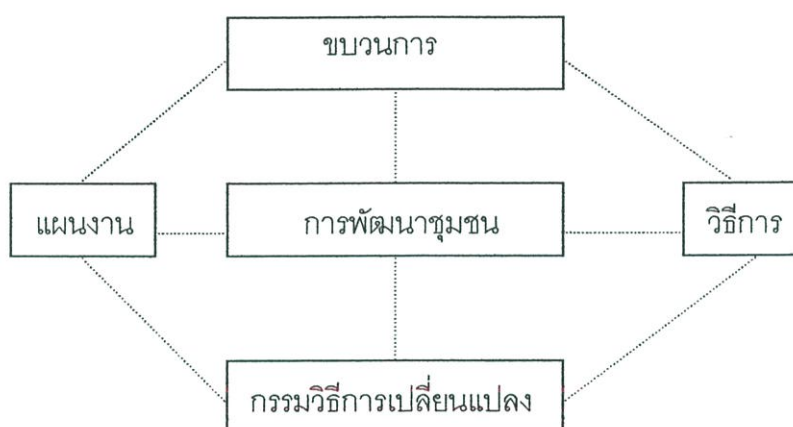 ขบวนการ
แผนงาน
การพัฒนาชุมชน
วิธีการ
กรรมวิธีการเปลี่ยนแปลง